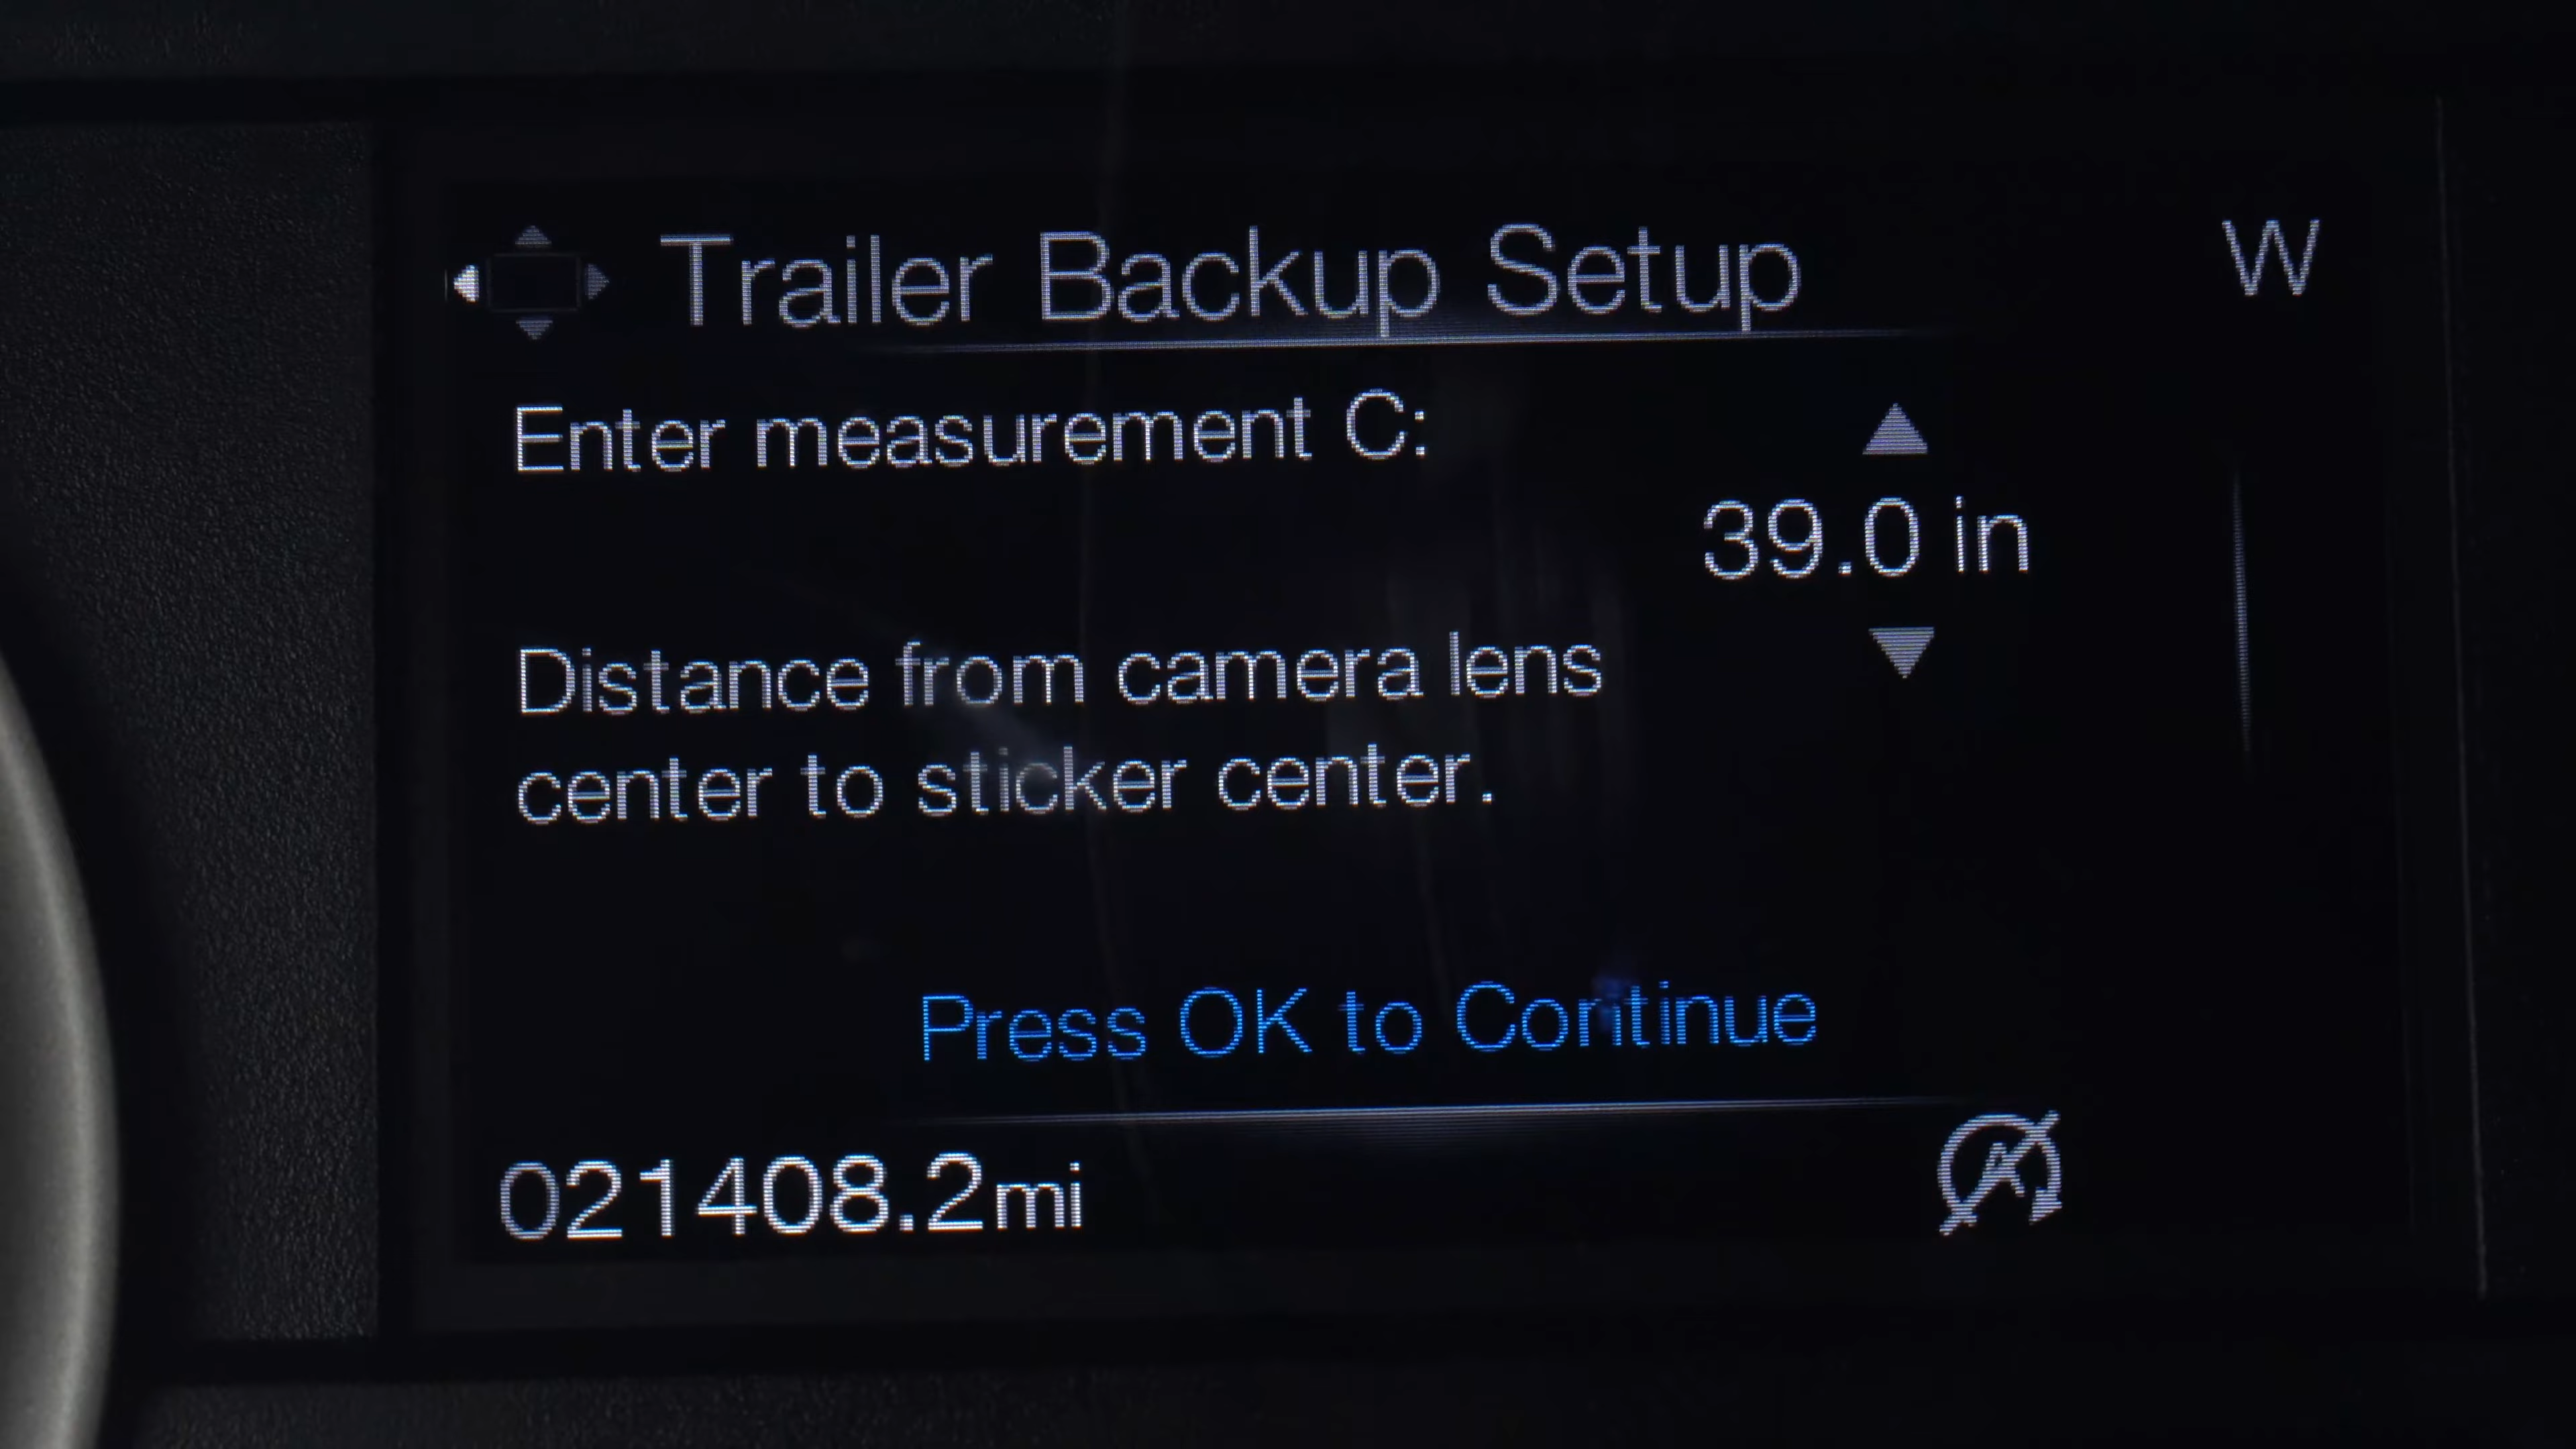 Trailer Backup Setup
W
Enter measurement C:
39.0 in
Distance from camera lens
center to sticker center.
Press OK to Continue
021408.2mi
A